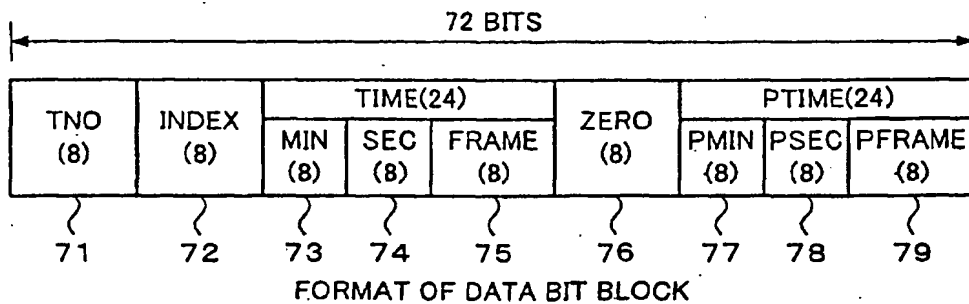 72 BITS
TIME(24) PTIME(24)
TNO INDEX ZERO
MIN SEC FRAME PMIN PSEC PFRAME
(8) (8) (8)
(8) (8) (8) (8) (8) (8)
71 72 73 74 75 76 77 78 79
FORMAT OF DATA BIT BLOCK